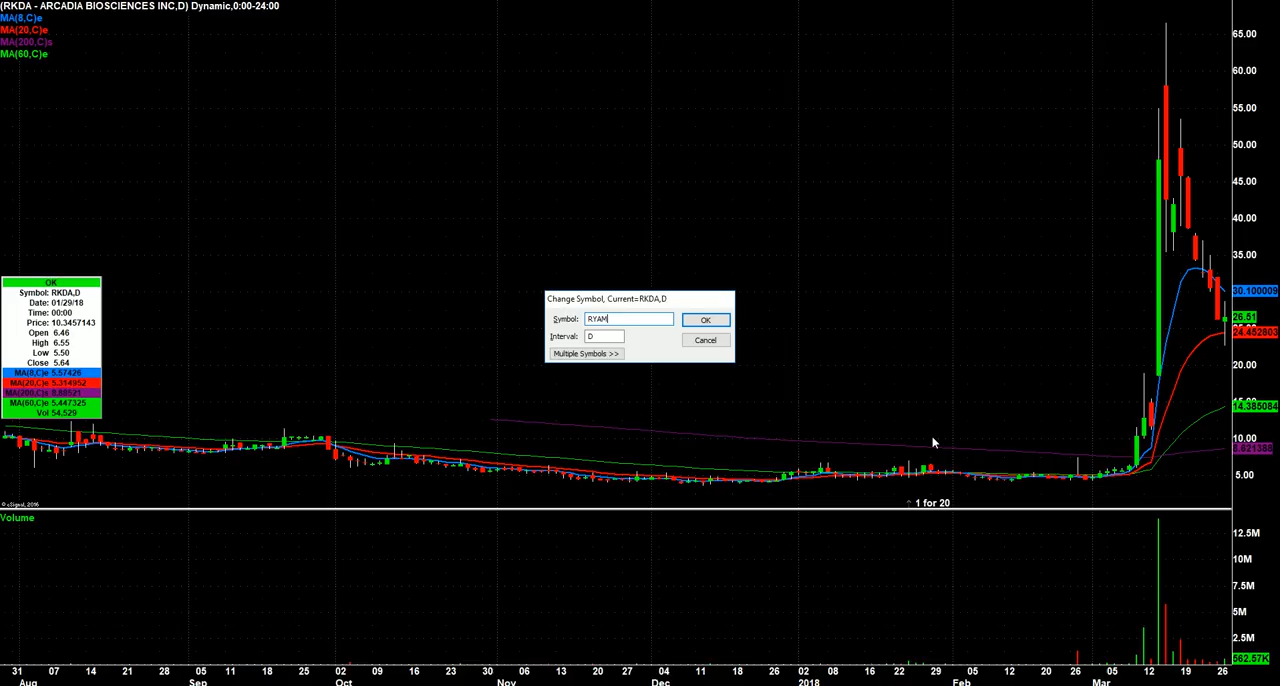 (RKDA - ARCADIA BIOSCIENCES INC,D) Dynamic,0:00-24:00
MA(8,C)e
MA(20,C)e
MA(200,C)s
MA(60,C)e
65.00
60.00
55.00
50.00
45.00
40.00
35.00
30.100009
26.51
24.452803
20.00
15.00
14.385084
10.00
5.00
OK
Symbol: RKDA,D
Date: 01/29/18
Time: 00:00
Price: 10.3457143
Open 6.46
High 6.55
Low 5.50
Close 5.64
MA(8,C)e 5.57426
MA(20,C)e 5.314952
MA(200,C)s 8.88521
MA(60,C)e 5.447325
Vol 54.529
Change Symbol, Current=RKDA,D
Symbol: RYAM OK
Interval: D Cancel
Multiple Symbols >>
© eSignal, 2016
1 for 20
Volume
12.5M
10M
7.5M
5M
2.5M
562.57K
31 07 14 21 28 05 11 18 25 02 09 16 23 30 06 13 20 27 04 11 18 26 02 08 16 22 29 05 12 20 26 05 12 19 26
Aug Sep Oct Nov Dec 2018 Feb Mar